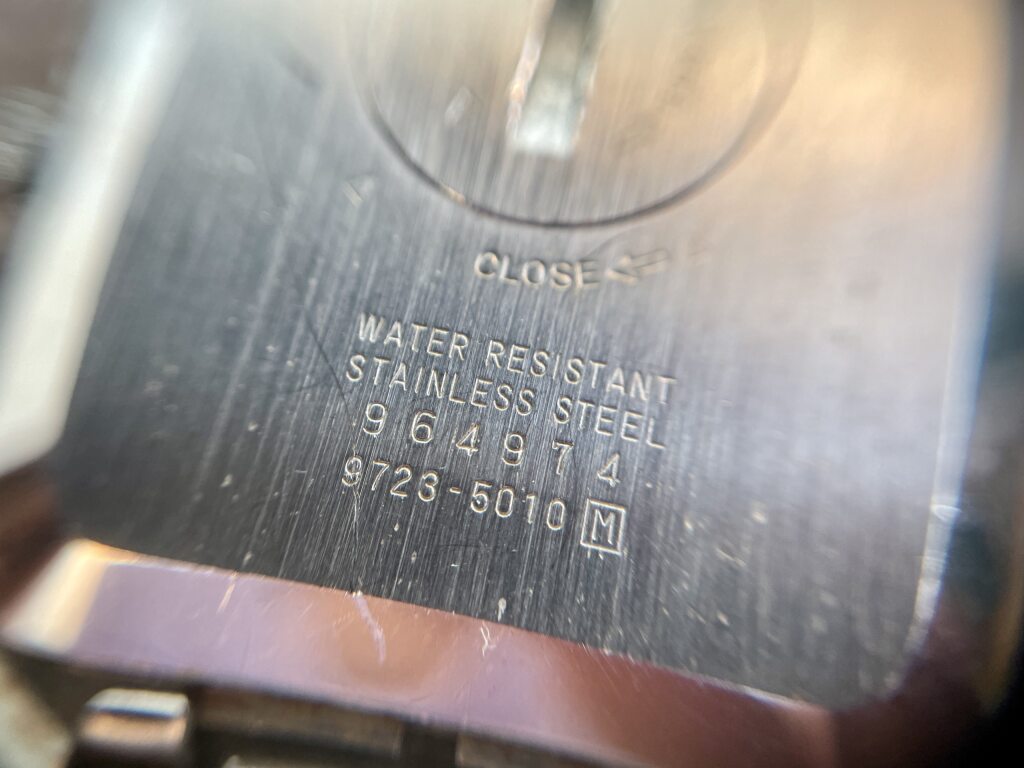 CLOSE
WATER RESISTANT
STAINLESS STEEL
964974
9723-5010 M